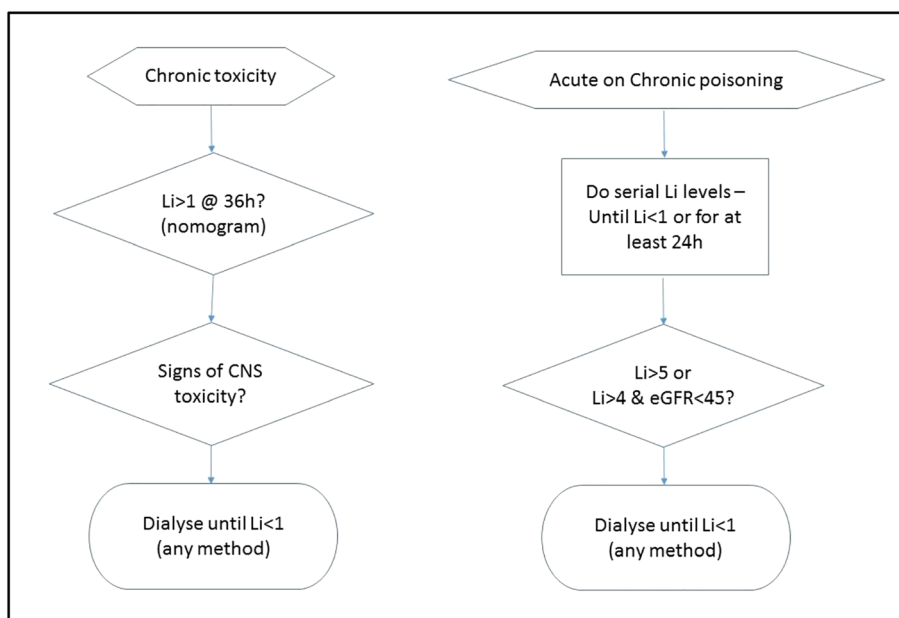 Chronic toxicity
Li>1 @ 36h?
(nomogram)
Signs of CNS
toxicity?
Dialyse until Li<1
(any method)
Acute on Chronic poisoning
Do serial Li levels –
Until Li<1 or for at
least 24h
Li>5 or
Li>4 & eGFR<45?
Dialyse until Li<1
(any method)